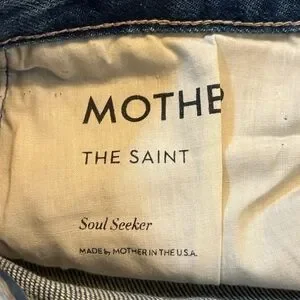 MOTHE
THE SAINT
Soul Seeker
MADE by MOTHER IN THE U.S.A.